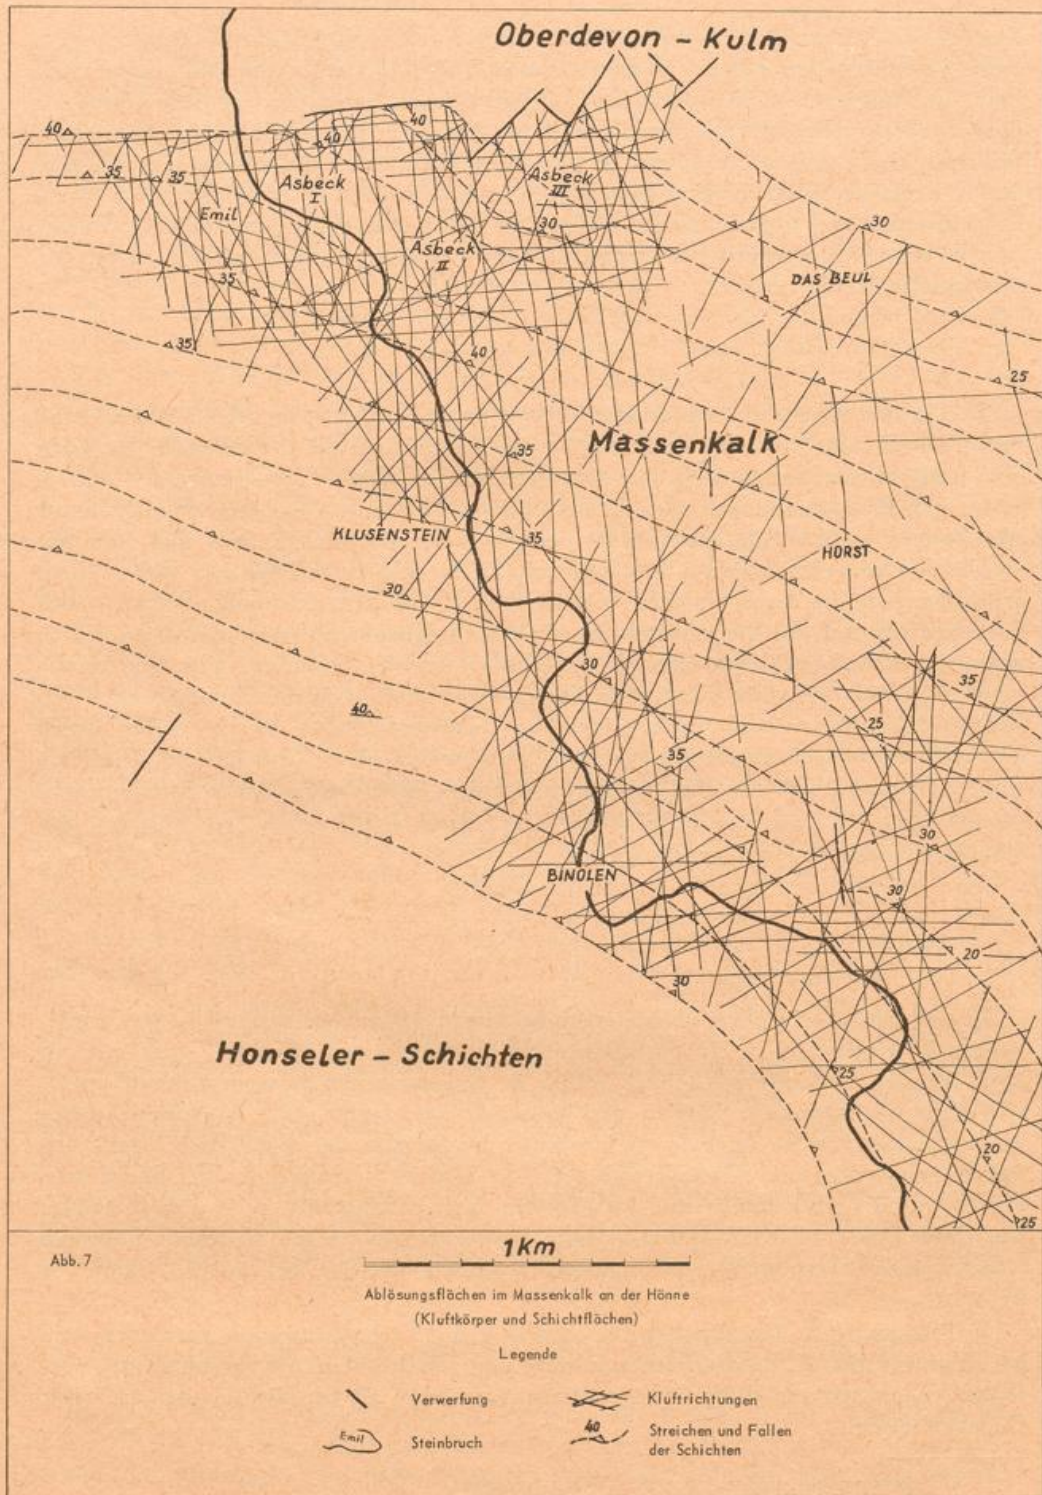 Oberdevon – Kulm
40
40
40
35
35
Asbeck
I
Asbeck
III
Emil
30
30
Asbeck
II
DAS BEUL
35
35
40
25
Massenkalk
35
KLUSENSTEIN
35
HORST
30
30
35
40
25
35
30
BINOLEN
30
20
30
Honseler – Schichten
25
20
25
Abb. 7
1 Km
Ablösungsflächen im Massenkalk an der Hönne
(Kluftkörper und Schichtflächen)
Legende
Verwerfung
Kluftrichtungen
Emil
Steinbruch
40
Streichen und Fallen
der Schichten